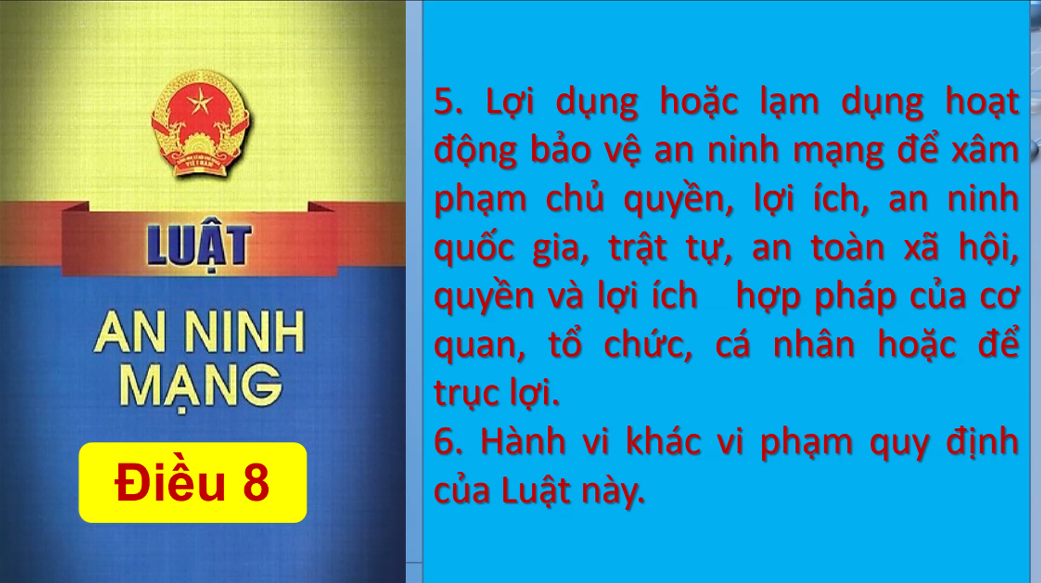 LUẬT
AN NINH
MẠNG
Điều 8
5. Lợi dụng hoặc lạm dụng hoạt
động bảo vệ an ninh mạng để xâm
phạm chủ quyền, lợi ích, an ninh
quốc gia, trật tự, an toàn xã hội,
quyền và lợi ích hợp pháp của cơ
quan, tổ chức, cá nhân hoặc để
trục lợi.
6. Hành vi khác vi phạm quy định
của Luật này.